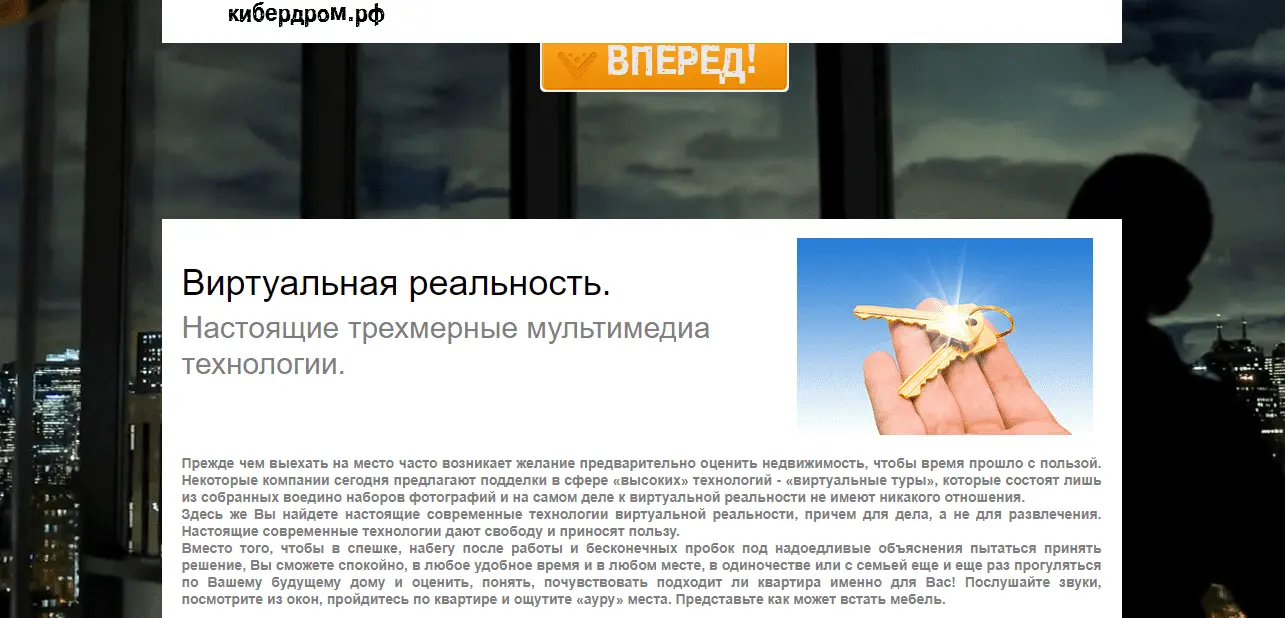 кибердром.рф
ВПЕРЕД!
Виртуальная реальность.
Настоящие трехмерные мультимедиа
технологии.
Прежде чем выехать на место часто возникает желание предварительно оценить недвижимость, чтобы время прошло с пользой.
Некоторые компании сегодня предлагают подделки в сфере «высоких» технологий - «виртуальные туры», которые состоят лишь
из собранных воедино наборов фотографий и на самом деле к виртуальной реальности не имеют никакого отношения.
Здесь же Вы найдете настоящие современные технологии виртуальной реальности, причем для дела, а не для развлечения.
Настоящие современные технологии дают свободу и приносят пользу.
Вместо того, чтобы в спешке, набегу после работы и бесконечных пробок под надоедливые объяснения пытаться принять
решение, Вы сможете спокойно, в любое удобное время и в любом месте, в одиночестве или с семьей еще и еще раз прогуляться
по Вашему будущему дому и оценить, понять, почувствовать подходит ли квартира именно для Вас! Послушайте звуки,
посмотрите из окон, пройдитесь по квартире и ощутите «ауру» места. Представьте как может встать мебель.